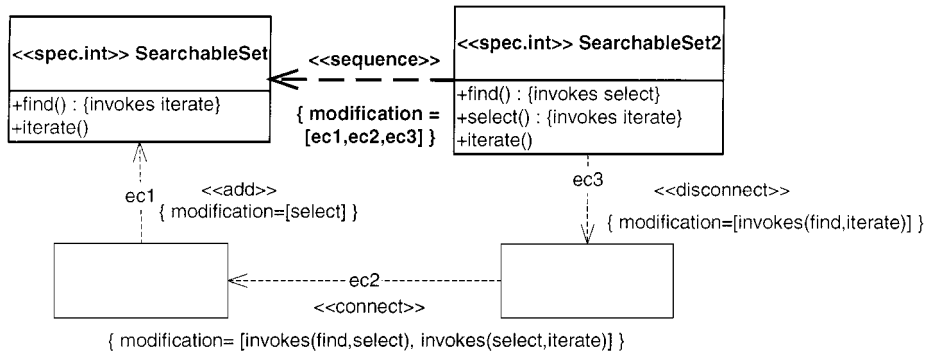 <<spec.int>> SearchableSet
+find() : {invokes iterate}
+iterate()
<<sequence>>
{ modification =
[ec1,ec2,ec3] }
<<spec.int>> SearchableSet2
+find() : {invokes select}
+select() : {invokes iterate}
+iterate()
ec1
<<add>>
{ modification=[select] }
ec3
<<disconnect>>
{ modification=[invokes(find,iterate)] }
ec2
<<connect>>
{ modification= [invokes(find,select), invokes(select,iterate)] }